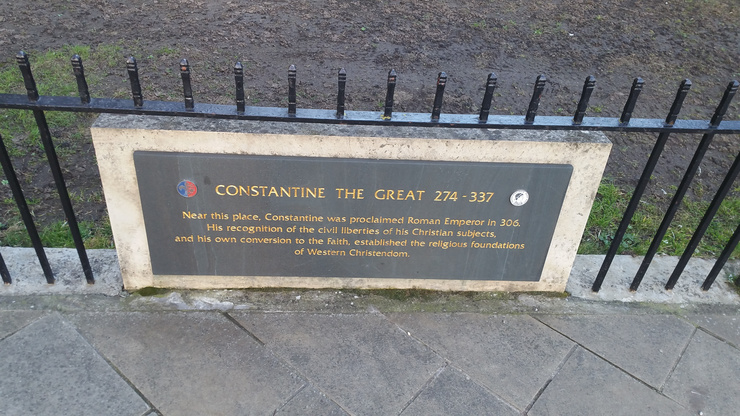 CONSTANTINE THE GREAT 274 - 337
Near this place, Constantine was proclaimed Roman Emperor in 306.
His recognition of the civil liberties of his Christian subjects,
and his own conversion to the Faith, established the religious foundations
of Western Christendom.